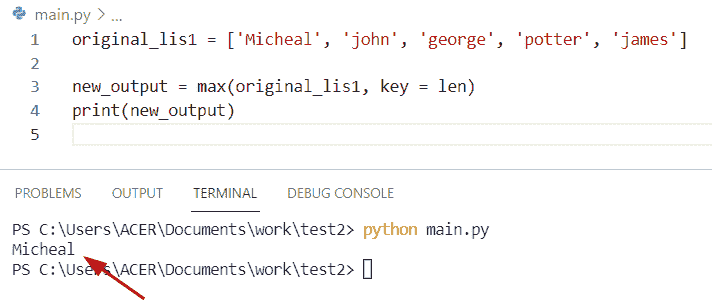 main.py > ...
1 original_lis1 = ['Micheal', 'john', 'george', 'potter', 'james']
2
3 new_output = max(original_lis1, key = len)
4 print(new_output)
5
PROBLEMS OUTPUT TERMINAL DEBUG CONSOLE
PS C:\Users\ACER\Documents\work\test2> python main.py
Micheal
PS C:\Users\ACER\Documents\work\test2>